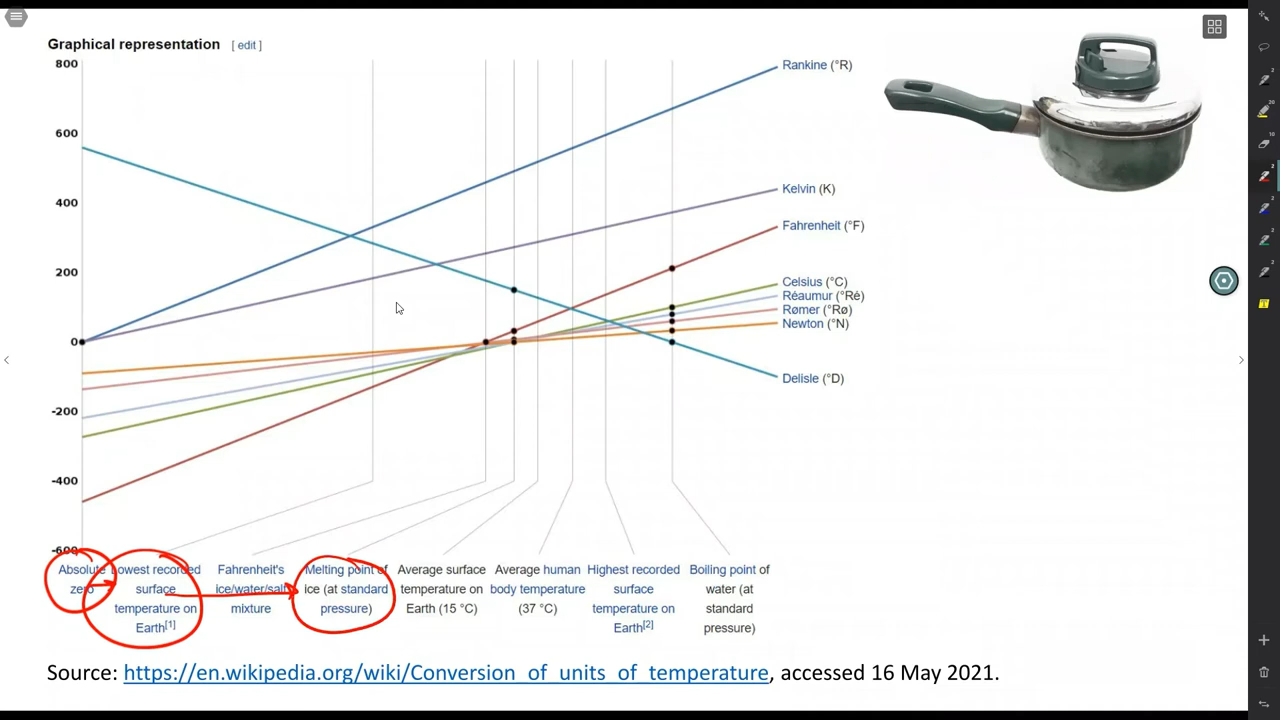 Graphical representation [ edit ]
800
600
400
200
0
-200
-400
-600
Rankine (°R)
Kelvin (K)
Fahrenheit (°F)
Celsius (°C)
Réaumur (°Ré)
Rømer (°Rø)
Newton (°N)
Delisle (°D)
Absolute
zero
Lowest recorded
surface
temperature on
Earth[1]
Fahrenheit's
ice/water/salt
mixture
Melting point of
ice (at standard
pressure)
Average surface
temperature on
Earth (15 °C)
Average human
body temperature
(37 °C)
Highest recorded
surface
temperature on
Earth[2]
Boiling point of
water (at
standard
pressure)
Source: https://en.wikipedia.org/wiki/Conversion_of_units_of_temperature, accessed 16 May 2021.